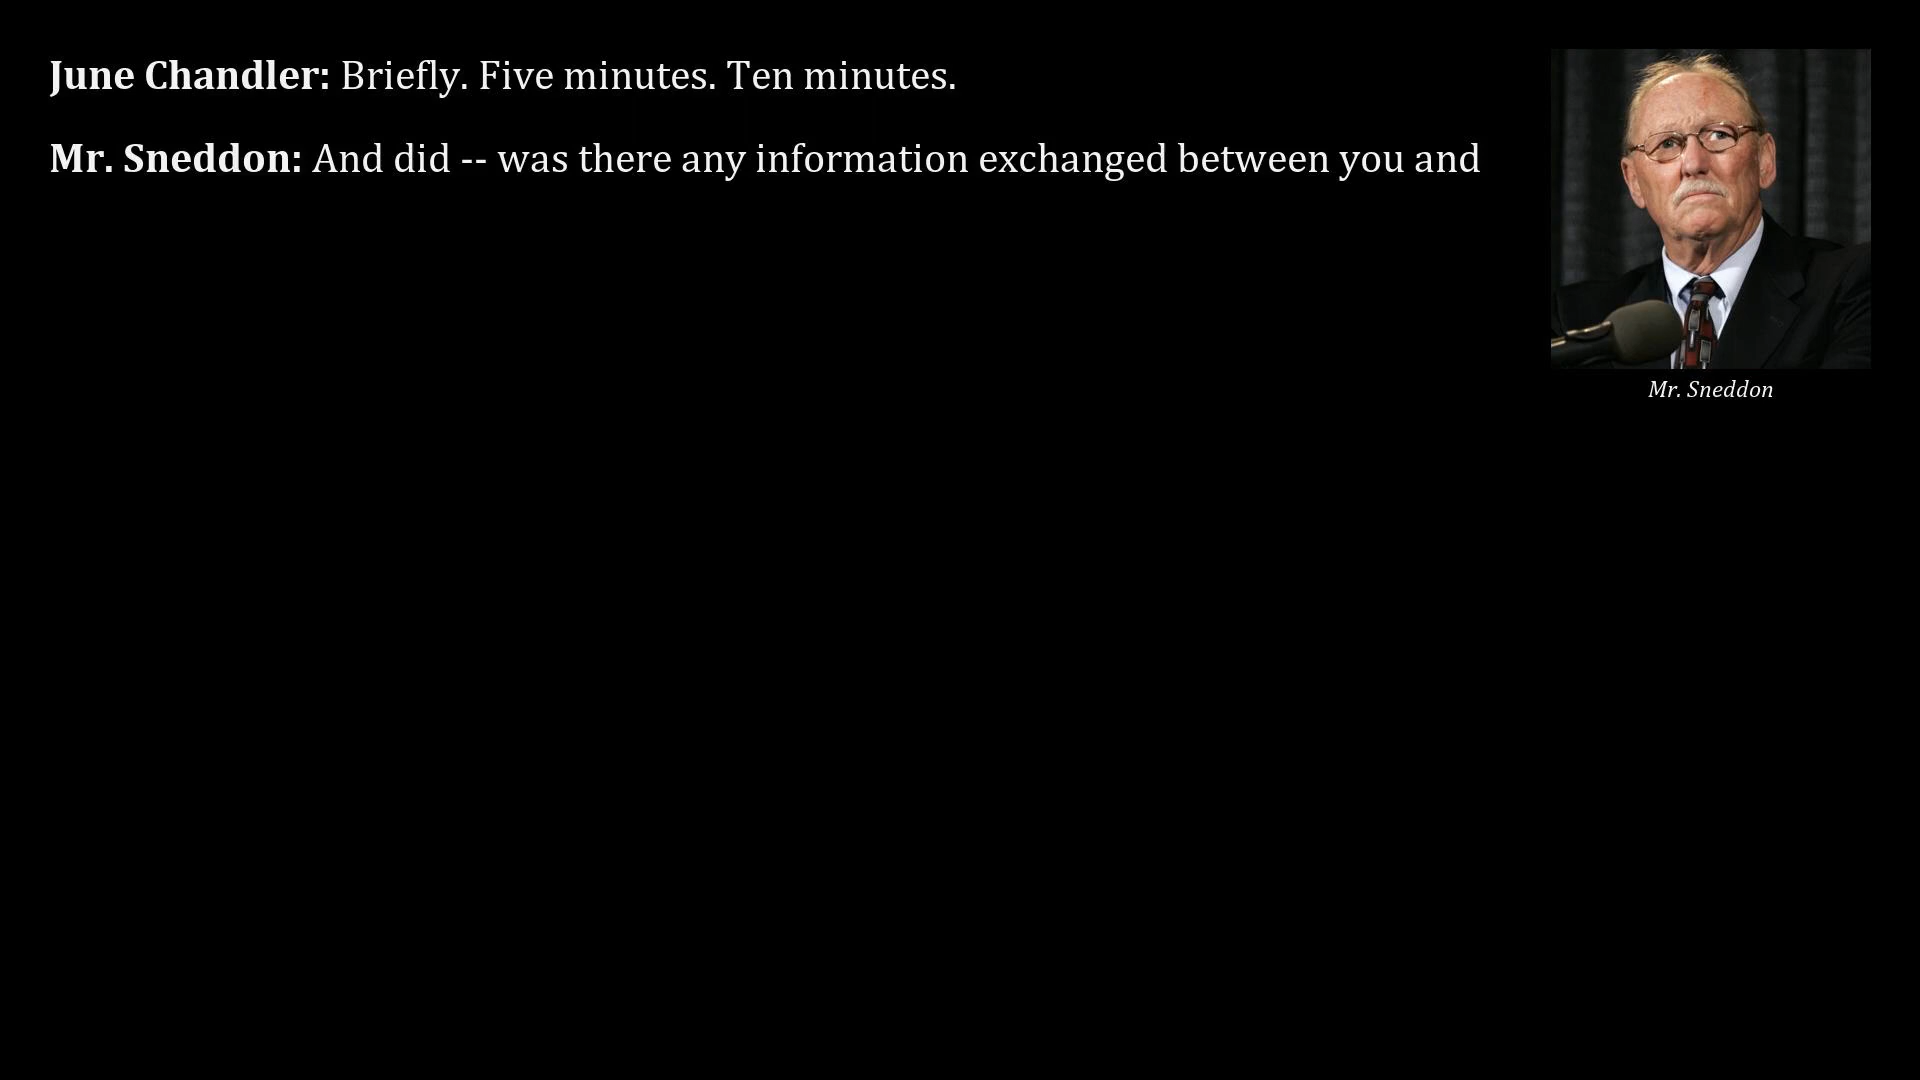 June Chandler: Briefly. Five minutes. Ten minutes.
Mr. Sneddon: And did -- was there any information exchanged between you and
Mr. Sneddon